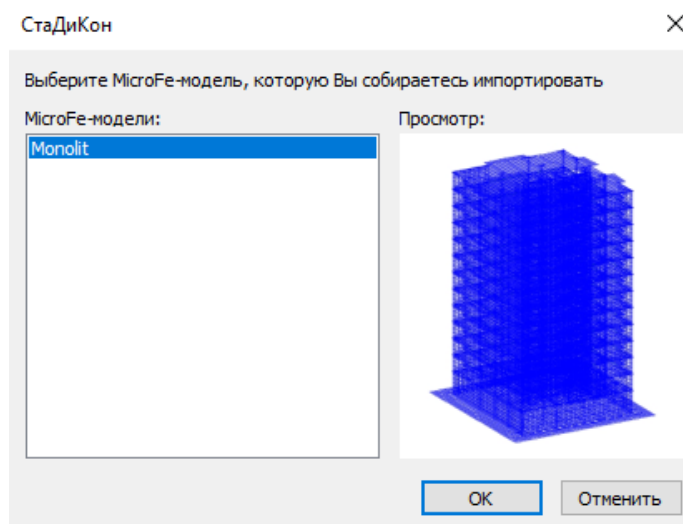 СтаДиКон
Выберите MicroFe-модель, которую Вы собираетесь импортировать
MicroFe-модели:
Просмотр:
Monolit
OK
Отменить